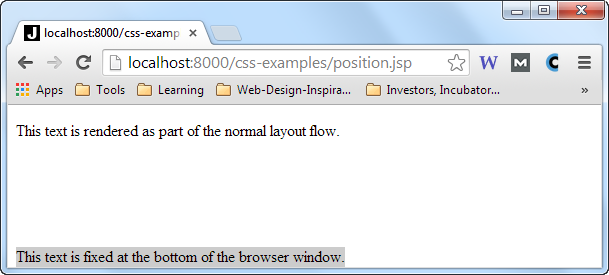 J localhost:8000/css-examp
localhost:8000/css-examples/position.jsp W M C
Apps Tools Learning Web-Design-Inspira... Investors, Incubator... »
This text is rendered as part of the normal layout flow.
This text is fixed at the bottom of the browser window.